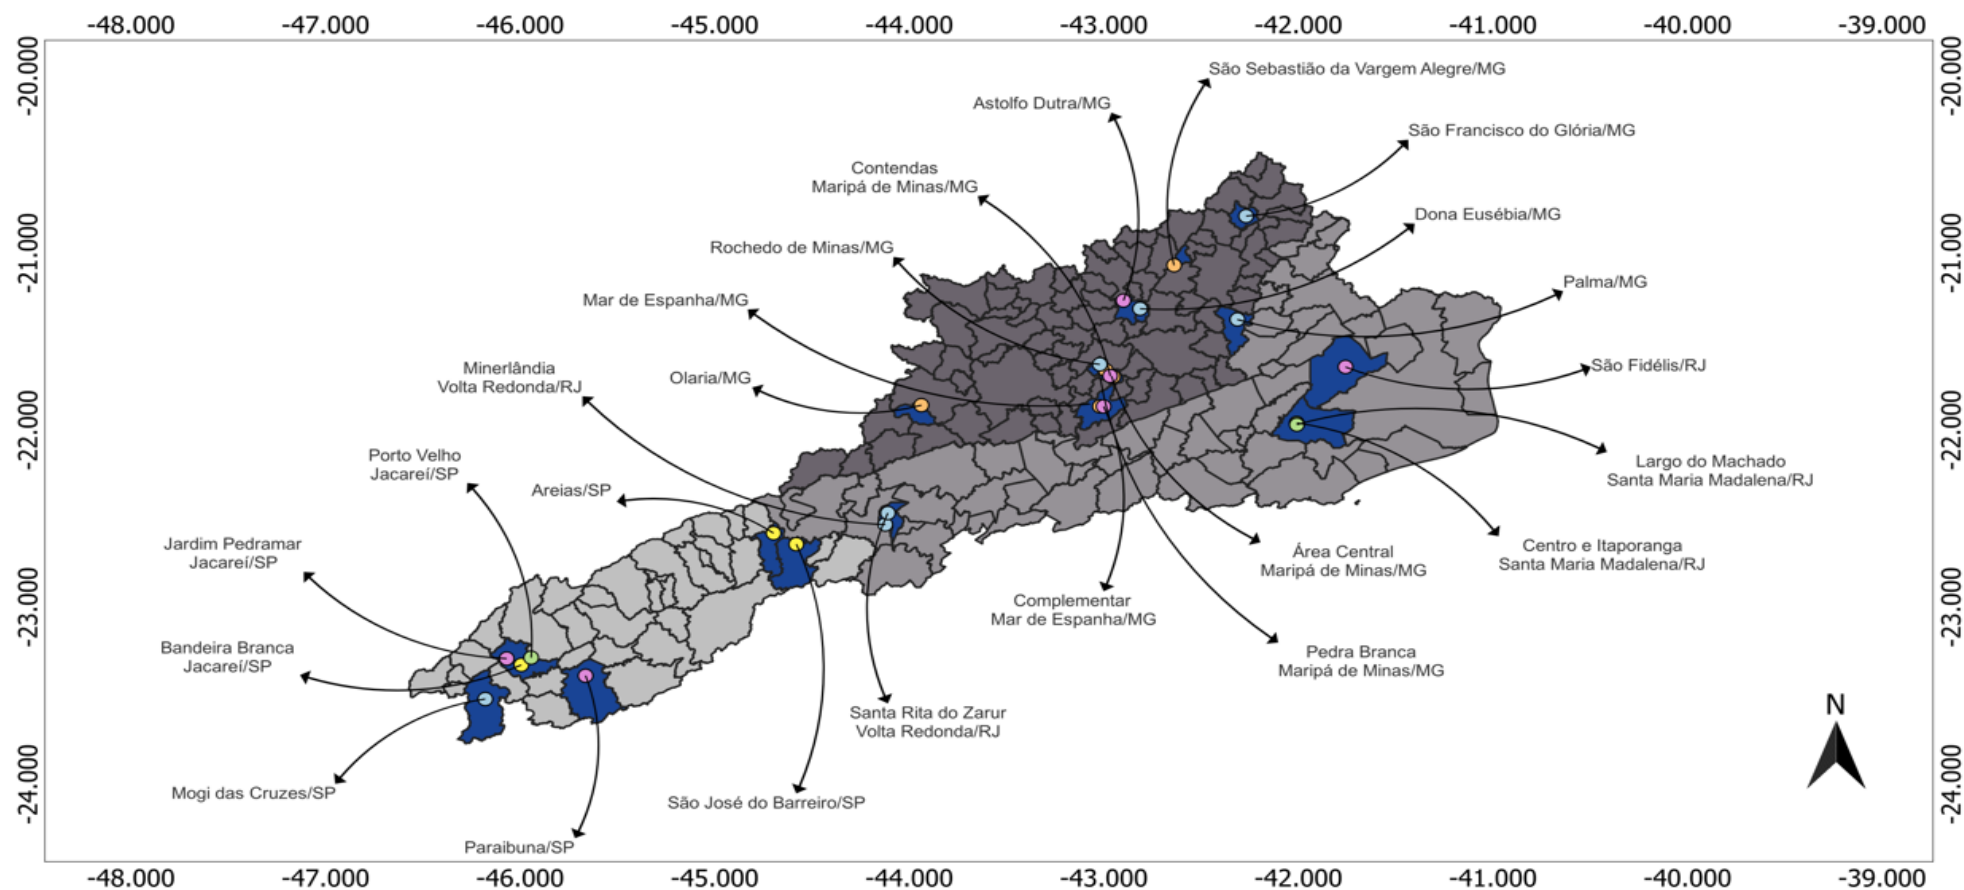 -48.000 -47.000 -46.000 -45.000 -44.000 -43.000 -42.000 -41.000 -40.000 -39.000
-20.000
-21.000
-22.000
-23.000
-24.000
São Sebastião da Vargem Alegre/MG
Astolfo Dutra/MG
São Francisco do Glória/MG
Contendas
Maripá de Minas/MG
Dona Eusébia/MG
Rochedo de Minas/MG
Palma/MG
Mar de Espanha/MG
Minerlândia
Volta Redonda/RJ
Olaria/MG
São Fidélis/RJ
Porto Velho
Jacareí/SP
Areias/SP
Largo do Machado
Santa Maria Madalena/RJ
Jardim Pedramar
Jacareí/SP
Área Central
Maripá de Minas/MG
Centro e Itaporanga
Santa Maria Madalena/RJ
Complementar
Mar de Espanha/MG
Bandeira Branca
Jacareí/SP
Pedra Branca
Maripá de Minas/MG
Santa Rita do Zarur
Volta Redonda/RJ
N
Mogi das Cruzes/SP
São José do Barreiro/SP
Paraibuna/SP
-20.000
-21.000
-22.000
-23.000
-24.000
-48.000 -47.000 -46.000 -45.000 -44.000 -43.000 -42.000 -41.000 -40.000 -39.000